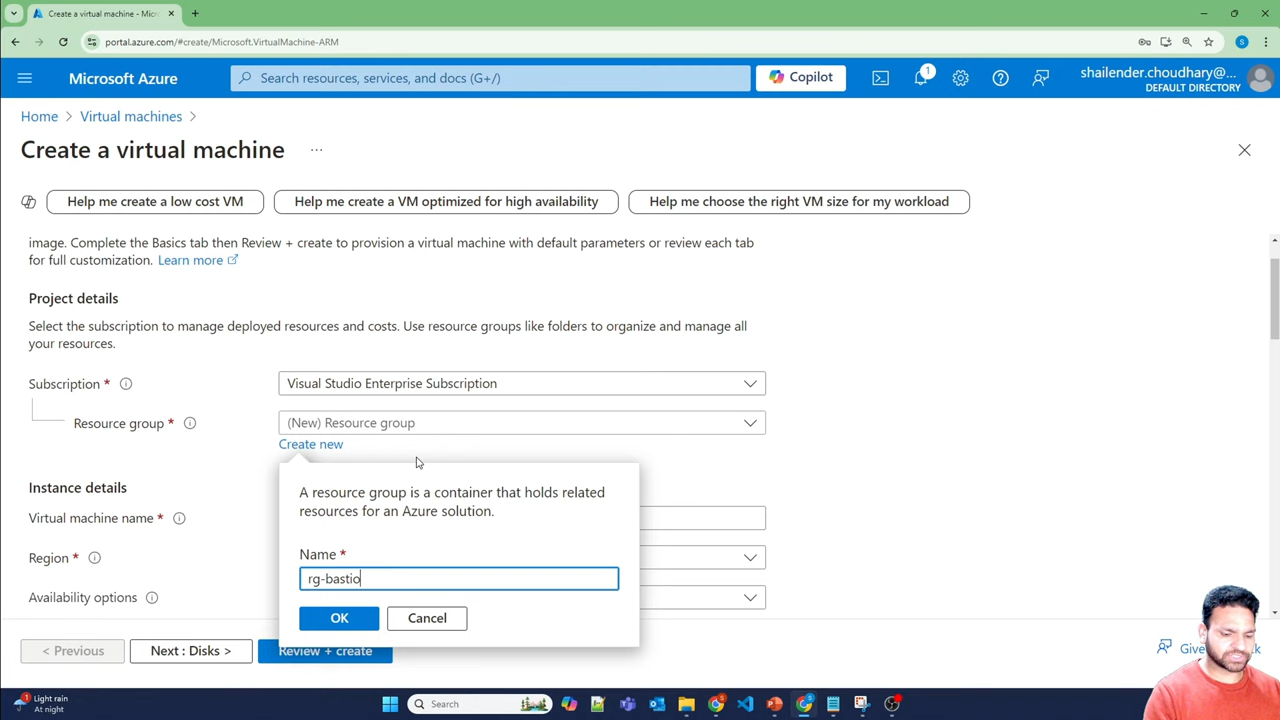 Create a virtual machine - Micr
portal.azure.com/#create/Microsoft.VirtualMachine-ARM
S
Microsoft Azure
Search resources, services, and docs (G+/)
Copilot
1
shailender.choudhary@...
DEFAULT DIRECTORY
Home > Virtual machines >
Create a virtual machine ...
Help me create a low cost VM
Help me create a VM optimized for high availability
Help me choose the right VM size for my workload
image. Complete the Basics tab then Review + create to provision a virtual machine with default parameters or review each tab
for full customization. Learn more
Project details
Select the subscription to manage deployed resources and costs. Use resource groups like folders to organize and manage all
your resources.
Subscription *
Visual Studio Enterprise Subscription
Resource group *
(New) Resource group
Create new
A resource group is a container that holds related
resources for an Azure solution.
Name *
rg-bastio
OK
Cancel
Instance details
Virtual machine name *
Region *
Availability options
< Previous
Next : Disks >
Review + create
Give
k
Light rain
At night
Search